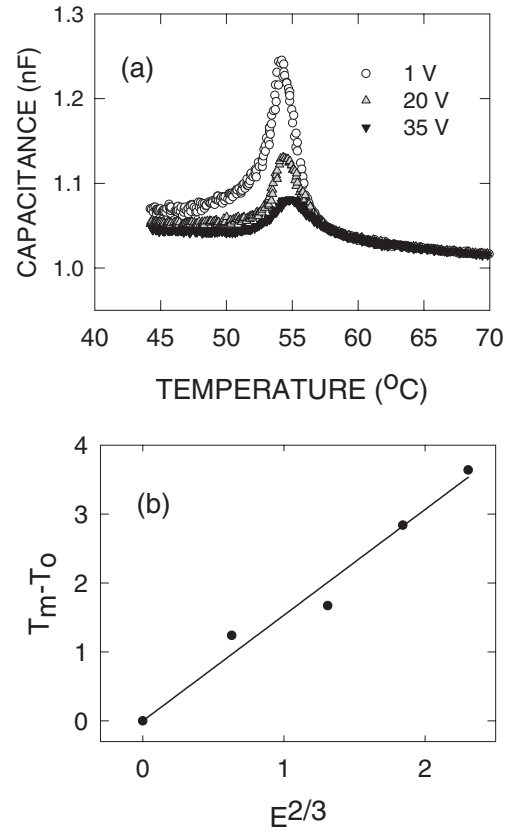 (a)
1 V
20 V
35 V
CAPACITANCE (nF)
1.3
1.2
1.1
1.0
40 45 50 55 60 65 70
TEMPERATURE (°C)
(b)
Tm-To
4
3
2
1
0
0 1 2
E2/3